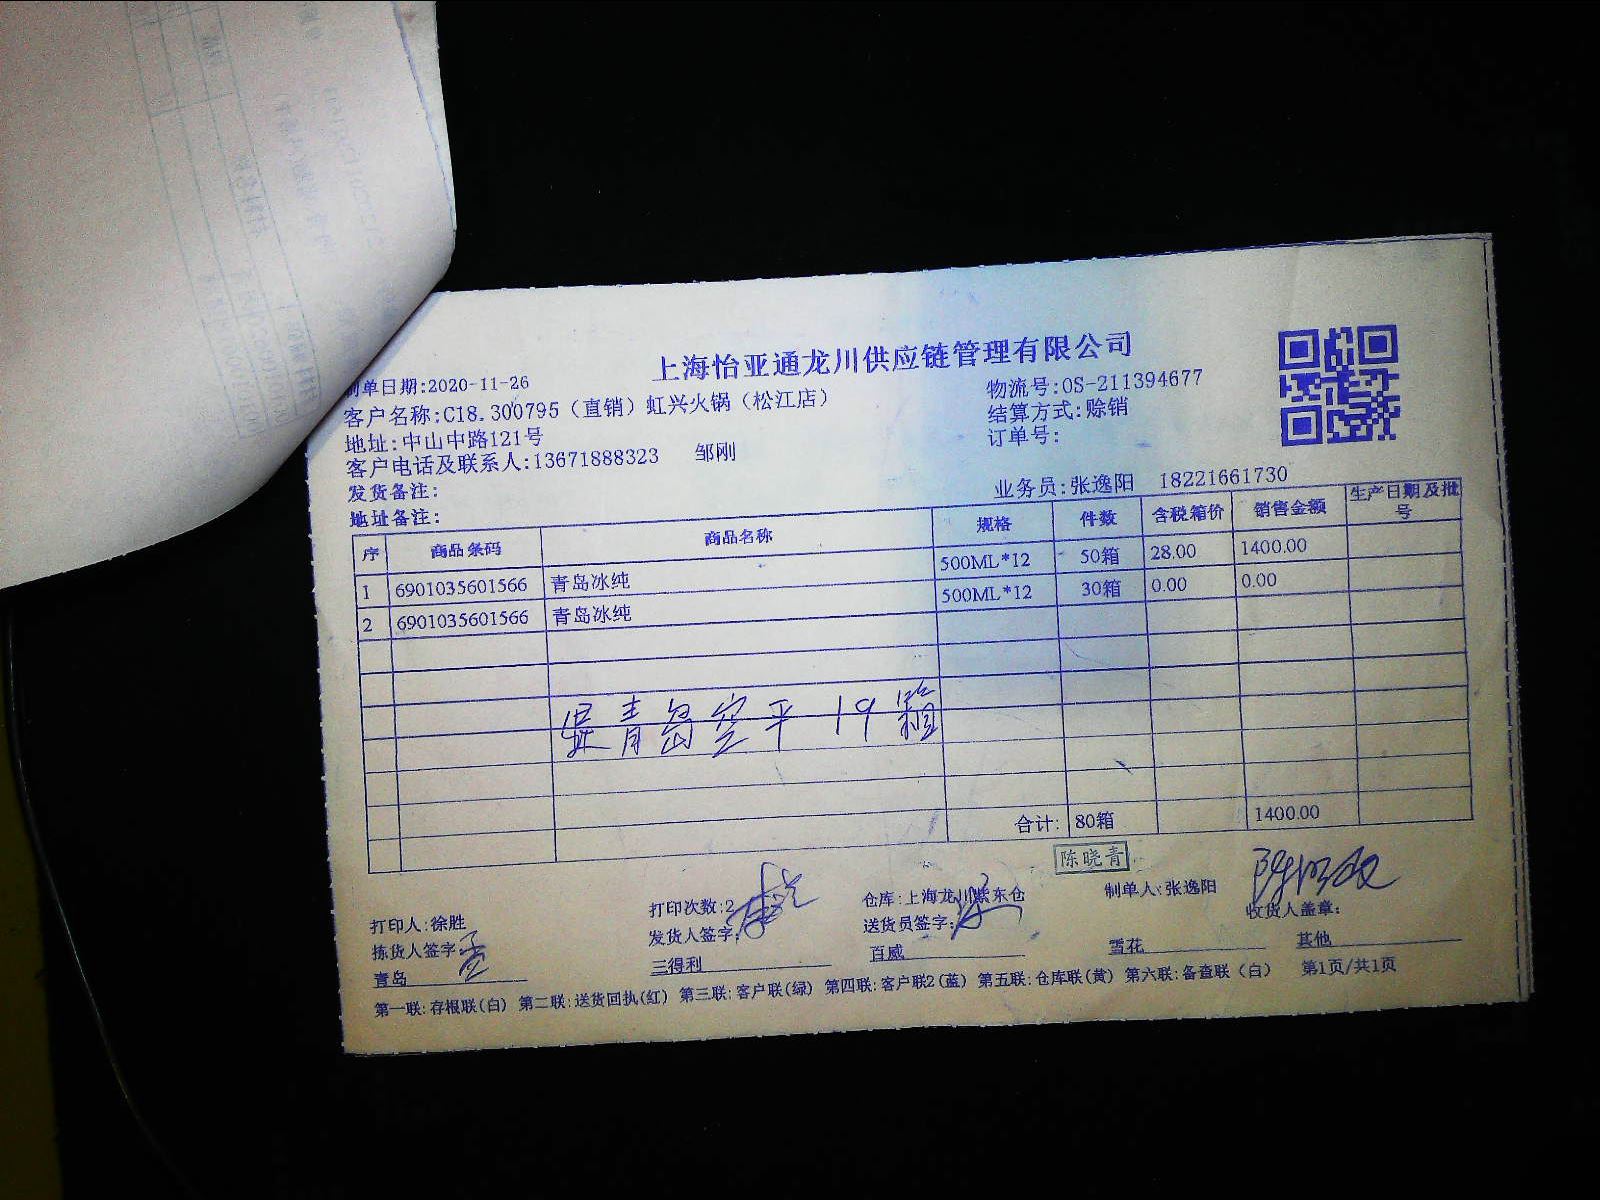 上海怡亚通龙川供应链管理有限公司
制单日期:2020-11-26
物流号:OS-211394677
客户名称:C18.300795（直销）虹兴火锅（松江店）
结算方式:赊销
地址:中山中路121号
订单号:
客户电话及联系人:13671888323 邹刚
发货备注:
业务员:张逸阳 18221661730
地址备注:
序 商品条码 商品名称 规格 件数 含税箱价 销售金额 生产日期及批号
1 6901035601566 青岛冰纯 500ML*12 50箱 28.00 1400.00
2 6901035601566 青岛冰纯 500ML*12 30箱 0.00 0.00
青岛空 19箱
合计: 80箱 1400.00
陈晓青
打印人:徐胜 打印次数:2 仓库:上海龙川紫东仓 制单人:张逸阳 收货人盖章:
拣货人签字: 发货人签字: 送货员签字:
青岛 三得利 百威 雪花 其他
第一联:存根联(白) 第二联:送货回执(红) 第三联:客户联(绿) 第四联:客户联2(蓝) 第五联:仓库联(黄) 第六联:备查联（白） 第1页/共1页